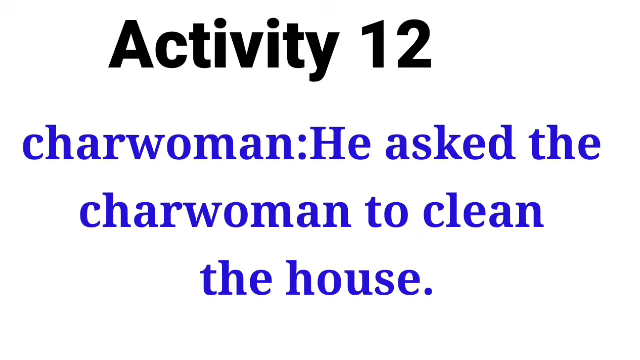 Activity 12
charwoman:He asked the
charwoman to clean
the house.